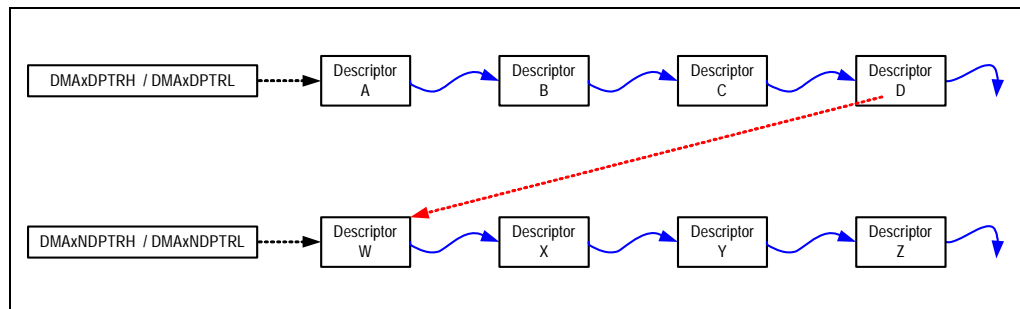 DMAxDPTRH / DMAxDPTRL
Descriptor
A
Descriptor
B
Descriptor
C
Descriptor
D
DMAxNDPTRH / DMAxNDPTRL
Descriptor
W
Descriptor
X
Descriptor
Y
Descriptor
Z